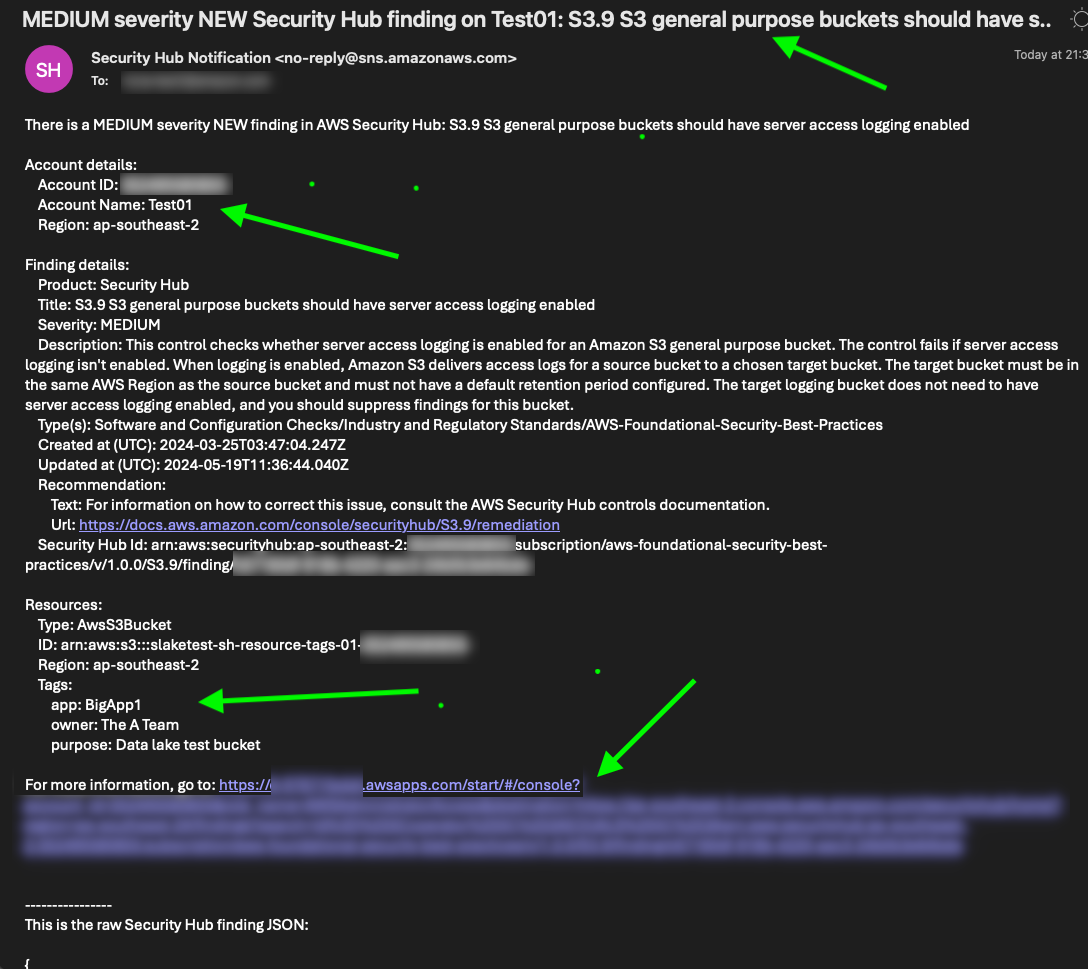 MEDIUM severity NEW Security Hub finding on Test01: S3.9 S3 general purpose buckets should have s..
SH
Security Hub Notification <no-reply@sns.amazonaws.com>
Today at 21:3
To:
There is a MEDIUM severity NEW finding in AWS Security Hub: S3.9 S3 general purpose buckets should have server access logging enabled
Account details:
Account ID:
Account Name: Test01
Region: ap-southeast-2
Finding details:
Product: Security Hub
Title: S3.9 S3 general purpose buckets should have server access logging enabled
Severity: MEDIUM
Description: This control checks whether server access logging is enabled for an Amazon S3 general purpose bucket. The control fails if server access
logging isn't enabled. When logging is enabled, Amazon S3 delivers access logs for a source bucket to a chosen target bucket. The target bucket must be in
the same AWS Region as the source bucket and must not have a default retention period configured. The target logging bucket does not need to have
server access logging enabled, and you should suppress findings for this bucket.
Type(s): Software and Configuration Checks/Industry and Regulatory Standards/AWS-Foundational-Security-Best-Practices
Created at (UTC): 2024-03-25T03:47:04.247Z
Updated at (UTC): 2024-05-19T11:36:44.040Z
Recommendation:
Text: For information on how to correct this issue, consult the AWS Security Hub controls documentation.
Url: https://docs.aws.amazon.com/console/securityhub/S3.9/remediation
Security Hub Id: arn:aws:securityhub:ap-southeast-2: subscription/aws-foundational-security-best-
practices/v/1.0.0/S3.9/finding/
Resources:
Type: AwsS3Bucket
ID: arn:aws:s3:::slaketest-sh-resource-tags-01-
Region: ap-southeast-2
Tags:
app: BigApp1
owner: The A Team
purpose: Data lake test bucket
For more information, go to: https:// .awsapps.com/start/#/console?
----------------
This is the raw Security Hub finding JSON:
{